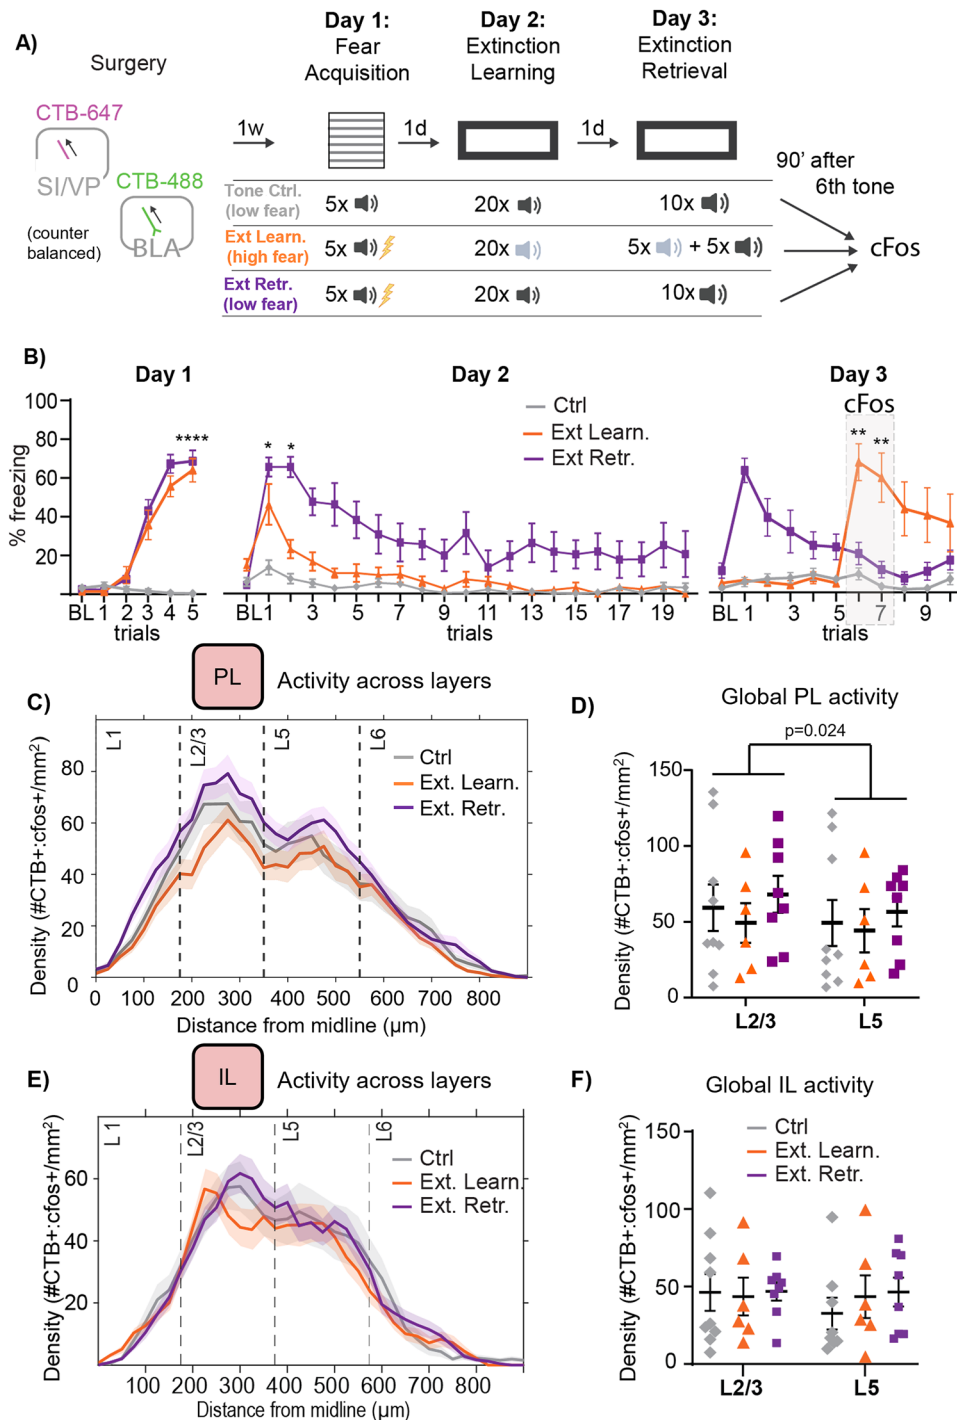 A)
Surgery
Day 1:
Fear
Acquisition
Day 2:
Extinction
Learning
Day 3:
Extinction
Retrieval
CTB-647
SI/VP
CTB-488
BLA
(counter
balanced)
1w
1d
1d
90' after
6th tone
Tone Ctrl.
(low fear)
5x
20x
10x
Ext Learn.
(high fear)
5x
20x
5x + 5x
cFos
Ext Retr.
(low fear)
5x
20x
10x
B)
Day 1
Day 2
Day 3
cFos
% freezing
100
80
60
40
20
****
* *
** **
Ctrl
Ext Learn.
Ext Retr.
BL 1 2 3 4 5
trials
BL 1 3 5 7 9 11 13 15 17 19
trials
BL 1 3 5 7 9
trials
PL
Activity across layers
C)
L1
L2/3
L5
L6
Ctrl
Ext. Learn.
Ext. Retr.
Density (#CTB+:cfos+/mm²)
80
60
40
20
0
0 100 200 300 400 500 600 700 800
Distance from midline (µm)
D)
Global PL activity
p=0.024
Density (#CTB+:cfos+/mm²)
150
100
50
0
L2/3 L5
IL
Activity across layers
E)
L1
L2/3
L5
L6
Ctrl
Ext. Learn.
Ext. Retr.
Density (#CTB+:cfos+/mm²)
60
40
20
100 200 300 400 500 600 700 800
Distance from midline (µm)
F)
Global IL activity
Ctrl
Ext. Learn.
Ext. Retr.
Density (#CTB+:cfos+/mm²)
150
100
50
0
L2/3 L5